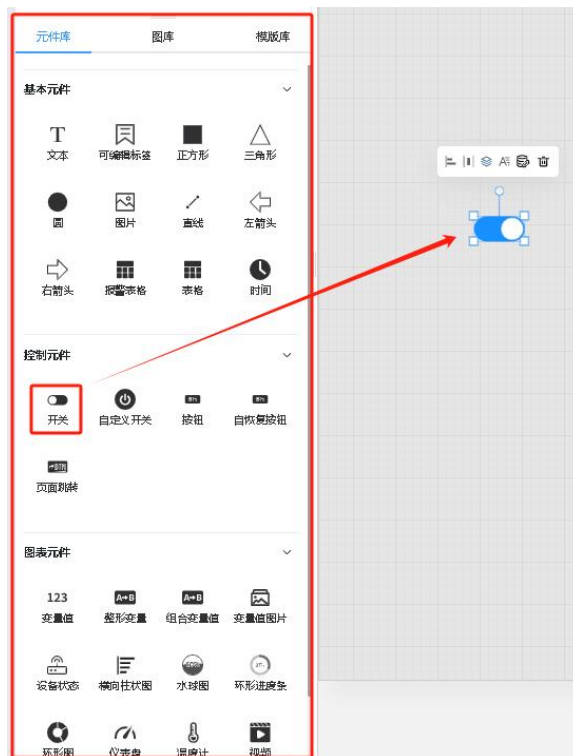 元件库 图库 模版库
基本元件
T
文本 可编辑标签 正方形 三角形
圆 图片 直线 左箭头
右箭头 报警表格 表格 时间
控制元件
开关 自定义开关 按钮 自恢复按钮
页面跳转
图表元件
123 A→B A→B
变量值 整形变量 组合变量值 变量值图片
设备状态 横向柱状图 水球图 环形进度条
环形图 仪表盘 温度计 视频